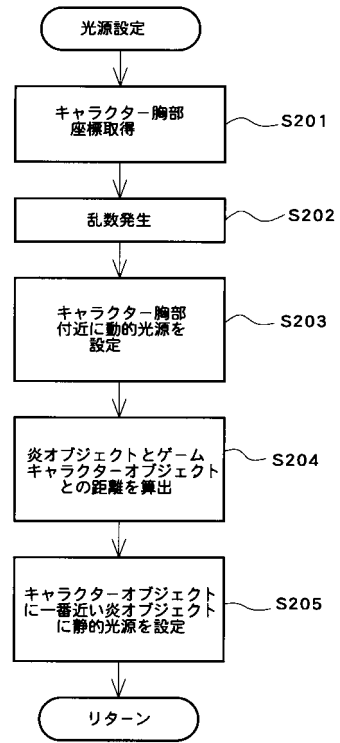 光源設定
キャラクター胸部
座標取得
S201
乱数発生
S202
キャラクター胸部
付近に動的光源を
設定
S203
炎オブジェクトとゲーム
キャラクターオブジェクト
との距離を算出
S204
キャラクターオブジェクト
に一番近い炎オブジェクト
に静的光源を設定
S205
リターン